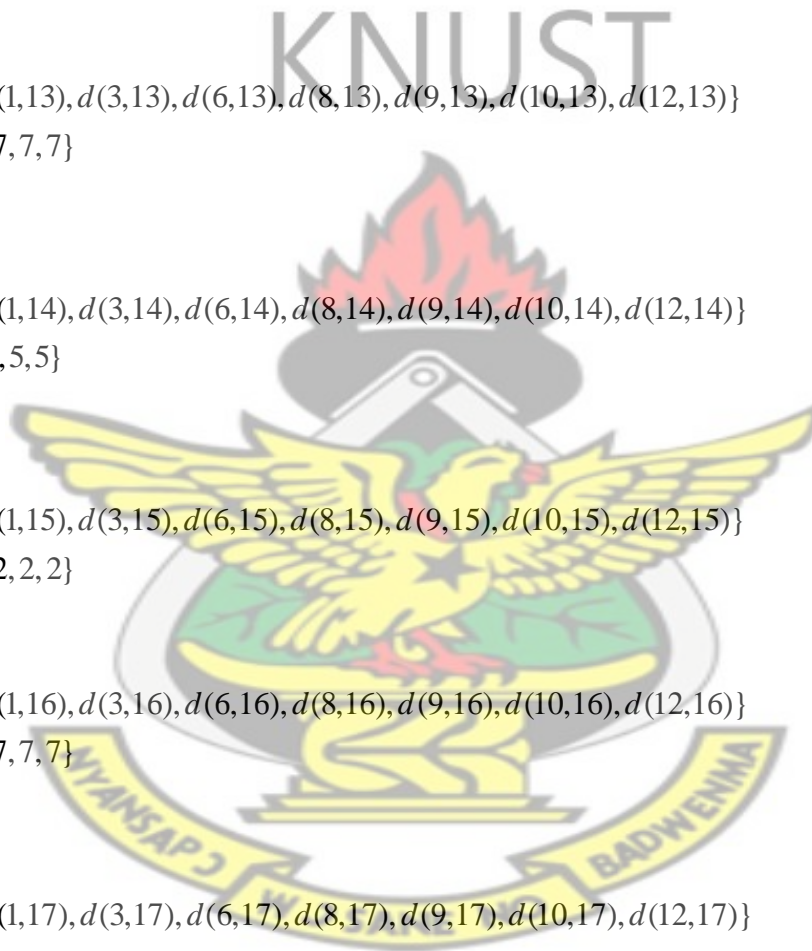 KNUST
(1,13),d(3,13),d(6,13),d(8,13),d(9,13),d(10,13),d(12,13)}
7,7,7}
(1,14),d(3,14),d(6,14),d(8,14),d(9,14),d(10,14),d(12,14)}
,5,5}
(1,15),d(3,15),d(6,15),d(8,15),d(9,15),d(10,15),d(12,15)}
2,2,2}
(1,16),d(3,16),d(6,16),d(8,16),d(9,16),d(10,16),d(12,16)}
7,7,7}
NYANSAPƆ
BADWENMA
(1,17),d(3,17),d(6,17),d(8,17),d(9,17),d(10,17),d(12,17)}